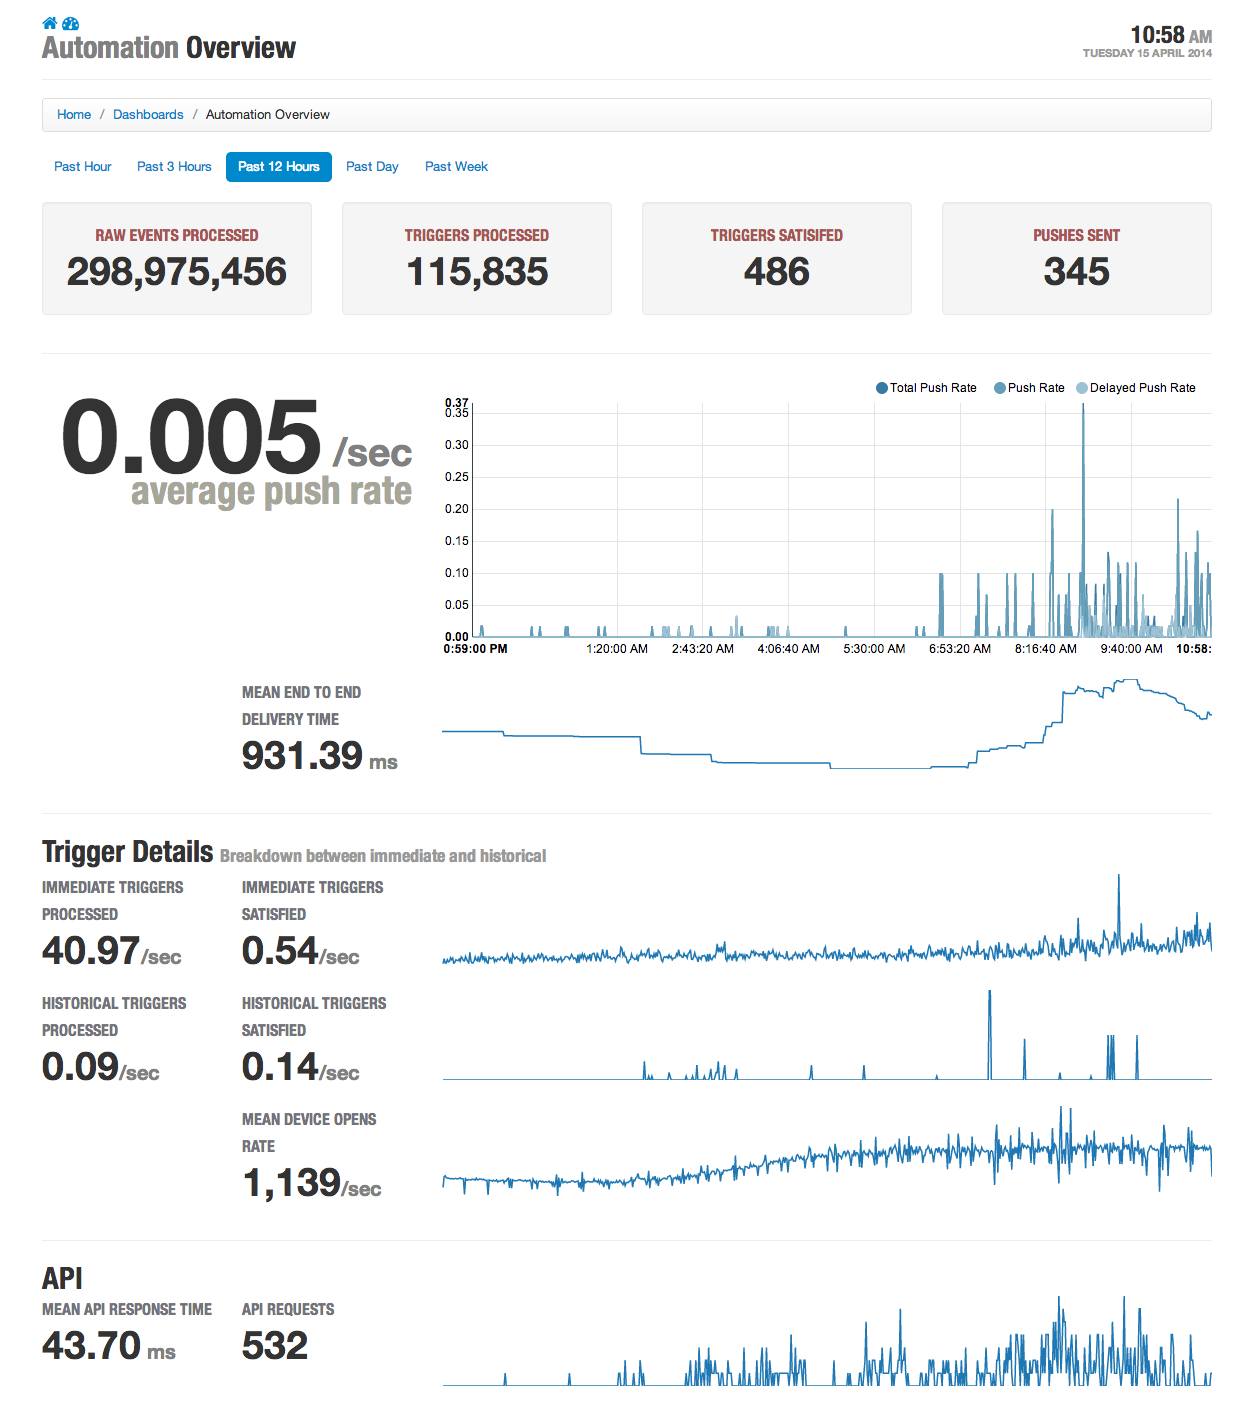 Automation Overview
10:58 AM
TUESDAY 15 APRIL 2014
Home / Dashboards / Automation Overview
Past Hour Past 3 Hours Past 12 Hours Past Day Past Week
RAW EVENTS PROCESSED
298,975,456
TRIGGERS PROCESSED
115,835
TRIGGERS SATISIFED
486
PUSHES SENT
345
0.005 /sec
average push rate
Total Push Rate Push Rate Delayed Push Rate
0.37
0.35
0.30
0.25
0.20
0.15
0.10
0.05
0.00
0:59:00 PM 1:20:00 AM 2:43:20 AM 4:06:40 AM 5:30:00 AM 6:53:20 AM 8:16:40 AM 9:40:00 AM 10:58:
MEAN END TO END
DELIVERY TIME
931.39 ms
Trigger Details Breakdown between immediate and historical
IMMEDIATE TRIGGERS
PROCESSED
40.97/sec
IMMEDIATE TRIGGERS
SATISFIED
0.54/sec
HISTORICAL TRIGGERS
PROCESSED
0.09/sec
HISTORICAL TRIGGERS
SATISFIED
0.14/sec
MEAN DEVICE OPENS
RATE
1,139/sec
API
MEAN API RESPONSE TIME
43.70 ms
API REQUESTS
532